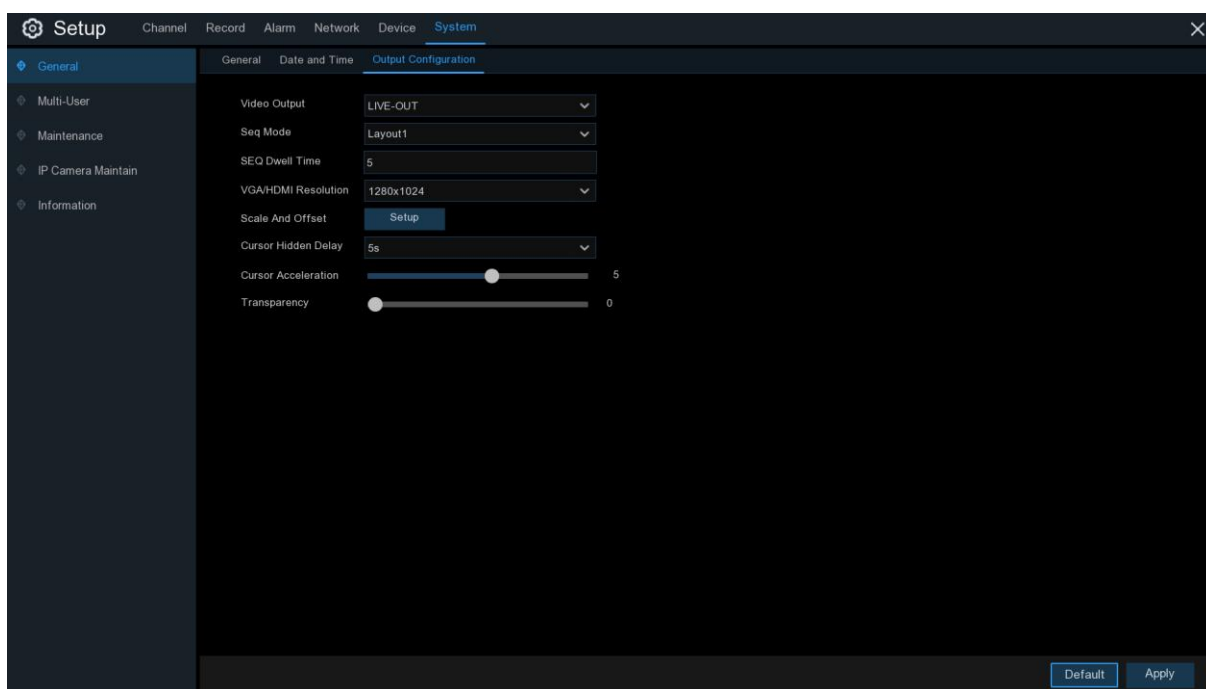 Setup Channel Record Alarm Network Device System
General
Multi-User
Maintenance
IP Camera Maintain
Information
General Date and Time Output Configuration
Video Output LIVE-OUT
Seq Mode Layout1
SEQ Dwell Time 5
VGA/HDMI Resolution 1280x1024
Scale And Offset Setup
Cursor Hidden Delay 5s
Cursor Acceleration 5
Transparency 0
Default Apply